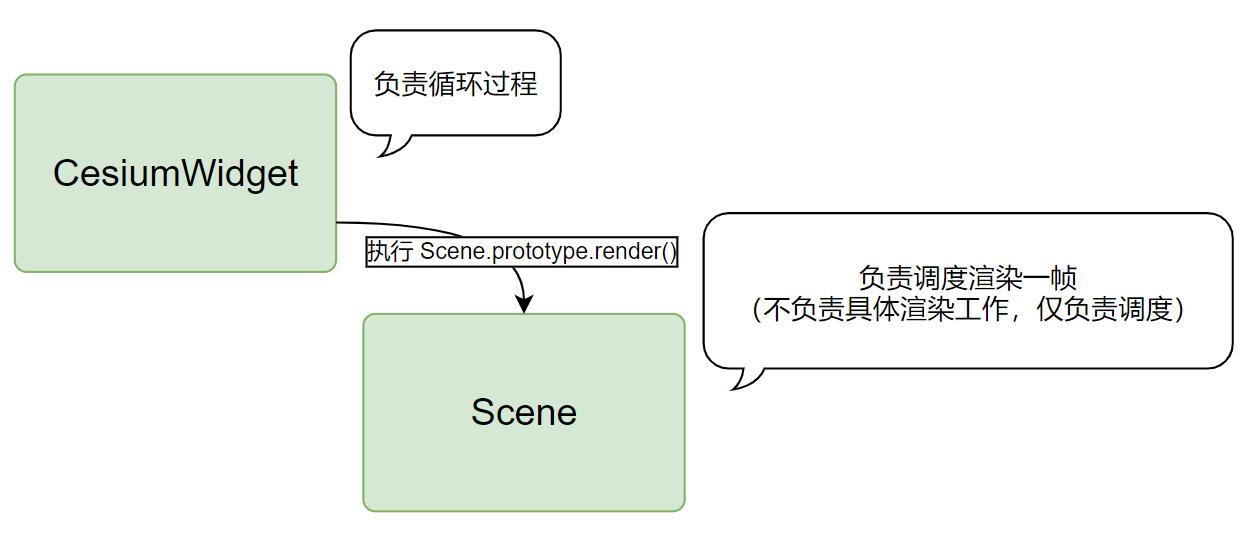 负责循环过程
CesiumWidget
执行 Scene.prototype.render()
负责调度渲染一帧
（不负责具体渲染工作，仅负责调度）
Scene